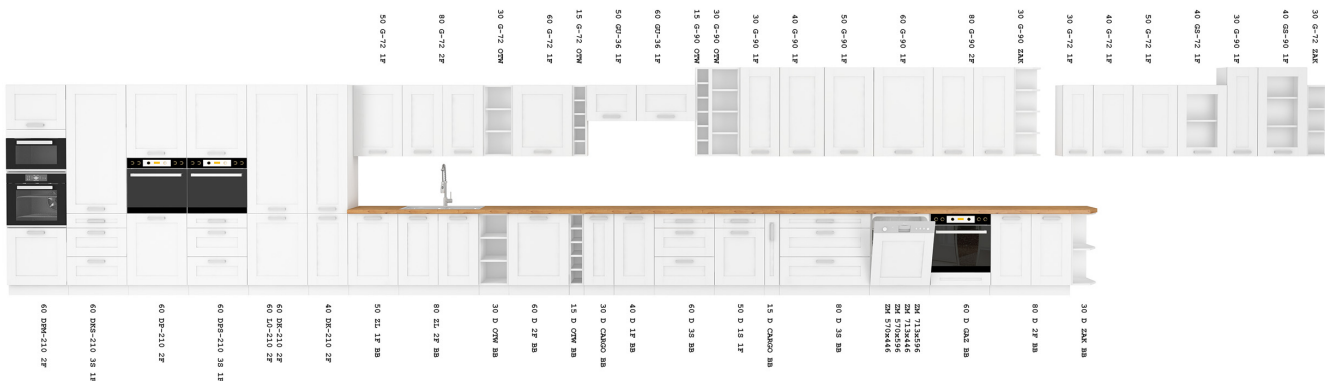 50 G-72 1F
80 G-72 2F
30 G-72 OTW
60 G-72 1F
15 G-72 OTW
50 GU-36 1F
60 GU-36 1F
15 G-90 OTW
30 G-90 OTW
30 G-90 1F
40 G-90 1F
50 G-90 1F
60 G-90 1F
80 G-90 2F
30 G-90 ZAK
30 G-72 1F
40 G-72 1F
50 G-72 1F
40 GS-72 1F
30 G-90 1F
40 GS-90 1F
30 G-72 ZAK
60 DPM-210 2F
60 DKS-210 3S 1F
60 DP-210 2F
60 DPS-210 3S 1F
60 DK-210 2F
60 LO-210 2F
40 DK-210 2F
50 ZL 1F BB
80 ZL 2F BB
30 D OTW BB
60 D 2F BB
15 D OTW BB
30 D CARGO BB
40 D 1F BB
60 D 3S BB
50 D 1S 1F
15 D CARGO BB
80 D 3S BB
ZM 713x596
ZM 713x446
ZM 570x596
ZM 570x446
60 D GAZ BB
80 D 2F BB
30 D ZAK BB